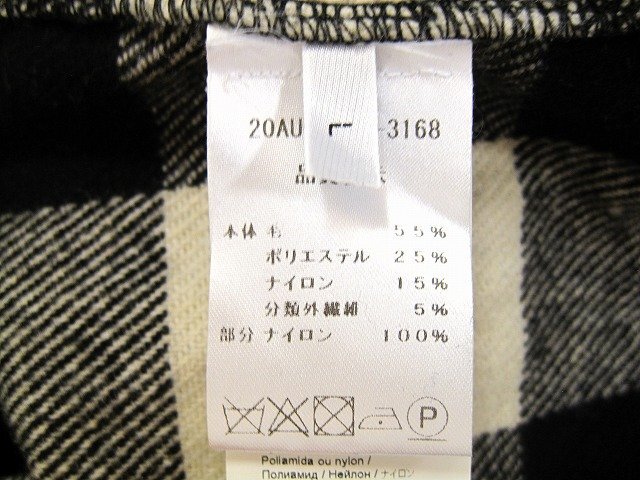 20AU -3168
本体 毛 55%
ポリエステル 25%
ナイロン 15%
分類外繊維 5%
部分 ナイロン 100%
P
Poliamida ou nylon /
Полиамид / Нейлон / ナイロン